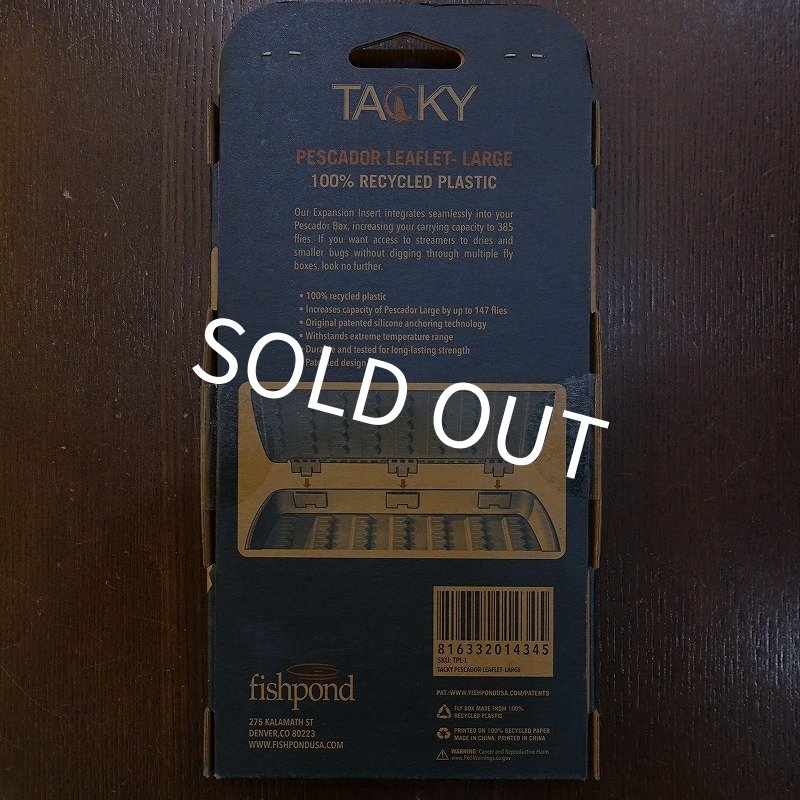 TACKY
PESCADOR LEAFLET- LARGE
100% RECYCLED PLASTIC
Our Expansion Insert integrates seamlessly into your
Pescador Box, increasing your carrying capacity to 385
flies. If you want access to streamers to dries and
smaller bugs without digging through multiple fly
boxes, look no further.
• 100% recycled plastic
• Increases capacity of Pescador Large by up to 147 flies
• Original patented silicone anchoring technology
• Withstands extreme temperature range
and tested for long-lasting strength
design
SOLD OUT
816332014345
SKU: TPL-L
TACKY PESCADOR LEAFLET- LARGE
fishpond
275 KALAMATH ST
DENVER,CO 80223
WWW.FISHPONDUSA.COM
PAT.:WWW.FISHPONDUSA.COM/PATENTS
FLY BOX MADE FROM 100%
RECYCLED PLASTIC
PRINTED ON 100% RECYCLED PAPER
MADE IN CHINA. PRINTED IN CHINA
WARNING: Cancer and Reproductive Harm
www.P65Warnings.ca.gov